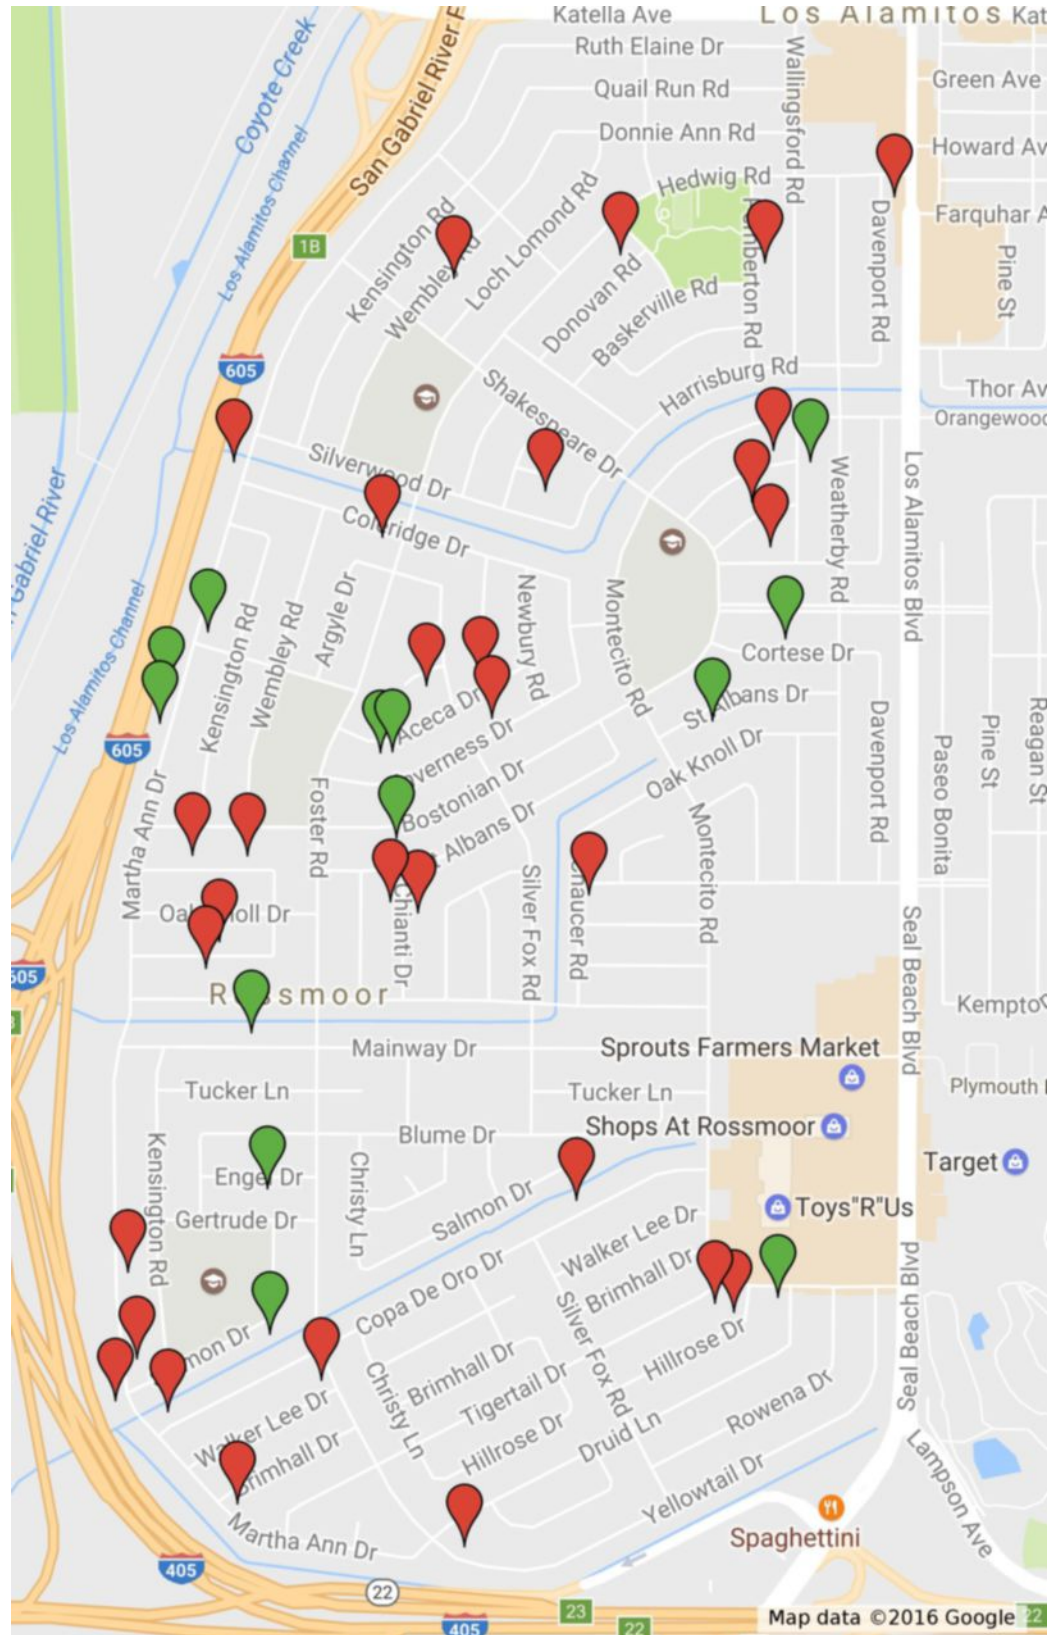 Katella Ave
Los Alamitos
Kat
Ruth Elaine Dr
Green Ave
Quail Run Rd
Wallingsford Rd
Coyote Creek
San Gabriel River F
Donnie Ann Rd
Howard Av
Los Alamitos Channel
Hedwig Rd
Davenport Rd
Farquhar A
Kensington Rd
Loch Lomond Rd
1B
Wembley Rd
Donovan Rd
mberton Rd
Pine St
Baskerville Rd
605
Harrisburg Rd
Thor Av
Shakespeare Dr
Orangewood
Silverwood Dr
Weatherby Rd
Los Alamitos Blvd
Coleridge Dr
Gabriel River
Los Alamitos Channel
Kensington Rd
Wembley Rd
Argyle Dr
Newbury Rd
Montecito Rd
Cortese Dr
Aceca Dr
St Albans Dr
605
nverness Dr
Oak Knoll Dr
Davenport Rd
Pine St
Reagan St
Martha Ann Dr
Foster Rd
Bostonian Dr
Paseo Bonita
t Albans Dr
Montecito Rd
Chianti Dr
Silver Fox Rd
haucer Rd
Oak noll Dr
Seal Beach Blvd
605
R ssmoor
Kempto
Mainway Dr
Sprouts Farmers Market
Tucker Ln
Tucker Ln
Plymouth
Shops At Rossmoor
Blume Dr
Kensington Rd
Christy Ln
Target
Engel Dr
Salmon Dr
Toys"R"Us
Gertrude Dr
Walker Lee Dr
Seal Beach Blvd
Copa De Oro Dr
Brimhall Dr
Silver Fox Rd
mon Dr
Hillrose Dr
Brimhall Dr
Christy Ln
Tigertail Dr
Rowena Dr
Walker Lee Dr
Hillrose Dr
Druid Ln
Brimhall Dr
Lampson Ave
Yellowtail Dr
Martha Ann Dr
Spaghettini
405
22
23
22
405
Map data ©2016 Google
22